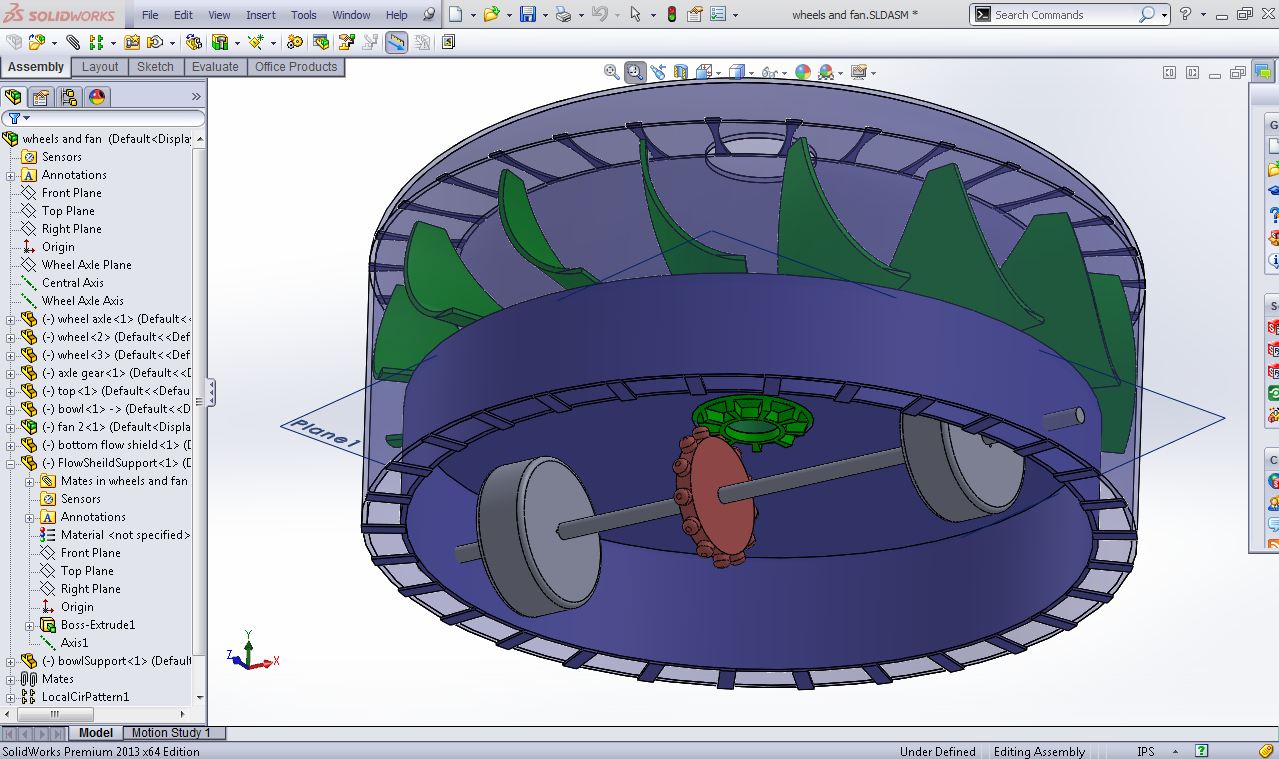 SOLIDWORKS File Edit View Insert Tools Window Help wheels and fan.SLDASM * Search Commands
Assembly Layout Sketch Evaluate Office Products
wheels and fan (Default<Displa
Sensors
Annotations
Front Plane
Top Plane
Right Plane
Origin
Wheel Axle Plane
Central Axis
Wheel Axle Axis
(-) wheel axle<1> (Default<<
(-) wheel<2> (Default<<Def
(-) wheel<3> (Default<<Def
(-) axle gear<1> (Default<<D
(-) top<1> (Default<<Defau
(-) bowl<1> -> (Default<<D
(-) bottom flow shield<1> (D
(-) FlowSheildSupport<1> (D
Mates in wheels and fan
Sensors
Annotations
Material <not specified>
Front Plane
Top Plane
Right Plane
Origin
Boss-Extrude1
Axis1
(-) bowlSupport<1> (Default
Mates
LocalCirPattern1
Plane1
Y
Z
X
Model Motion Study 1
SolidWorks Premium 2013 x64 Edition Under Defined Editing Assembly IPS